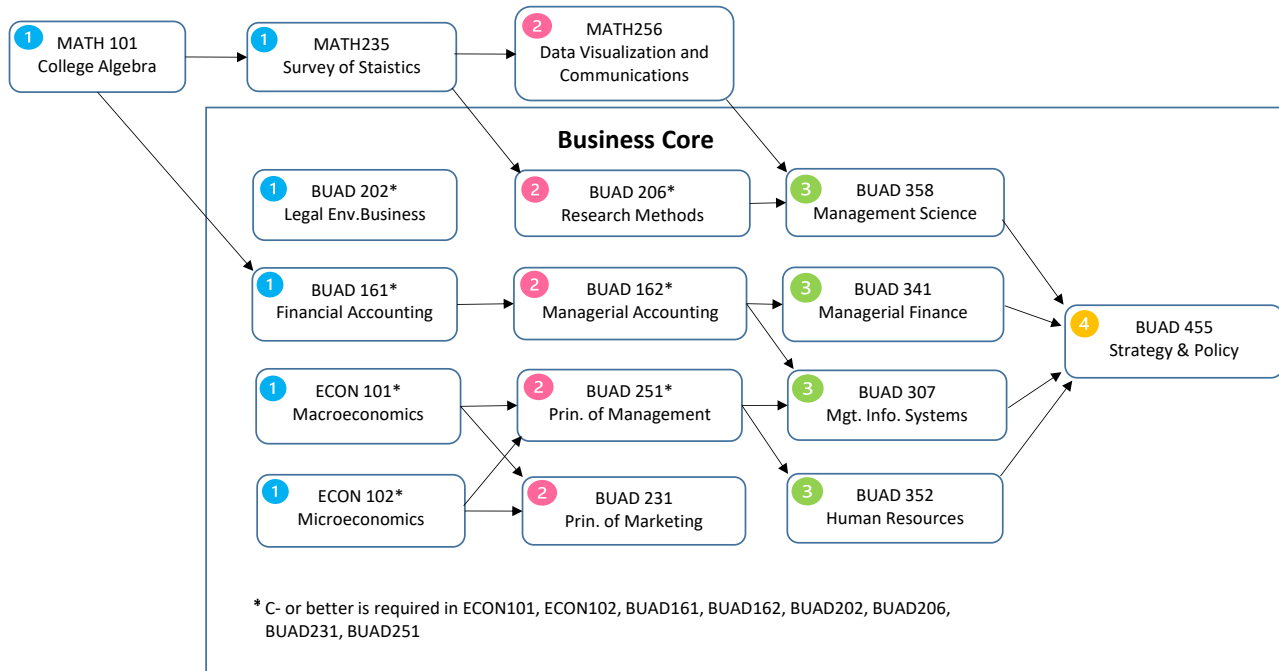 1
MATH 101
College Algebra
1
MATH235
Survey of Staistics
2
MATH256
Data Visualization and
Communications
Business Core
1
BUAD 202*
Legal Env.Business
2
BUAD 206*
Research Methods
3
BUAD 358
Management Science
1
BUAD 161*
Financial Accounting
2
BUAD 162*
Managerial Accounting
3
BUAD 341
Managerial Finance
4
BUAD 455
Strategy & Policy
1
ECON 101*
Macroeconomics
2
BUAD 251*
Prin. of Management
3
BUAD 307
Mgt. Info. Systems
1
ECON 102*
Microeconomics
2
BUAD 231
Prin. of Marketing
3
BUAD 352
Human Resources
* C- or better is required in ECON101, ECON102, BUAD161, BUAD162, BUAD202, BUAD206,
BUAD231, BUAD251